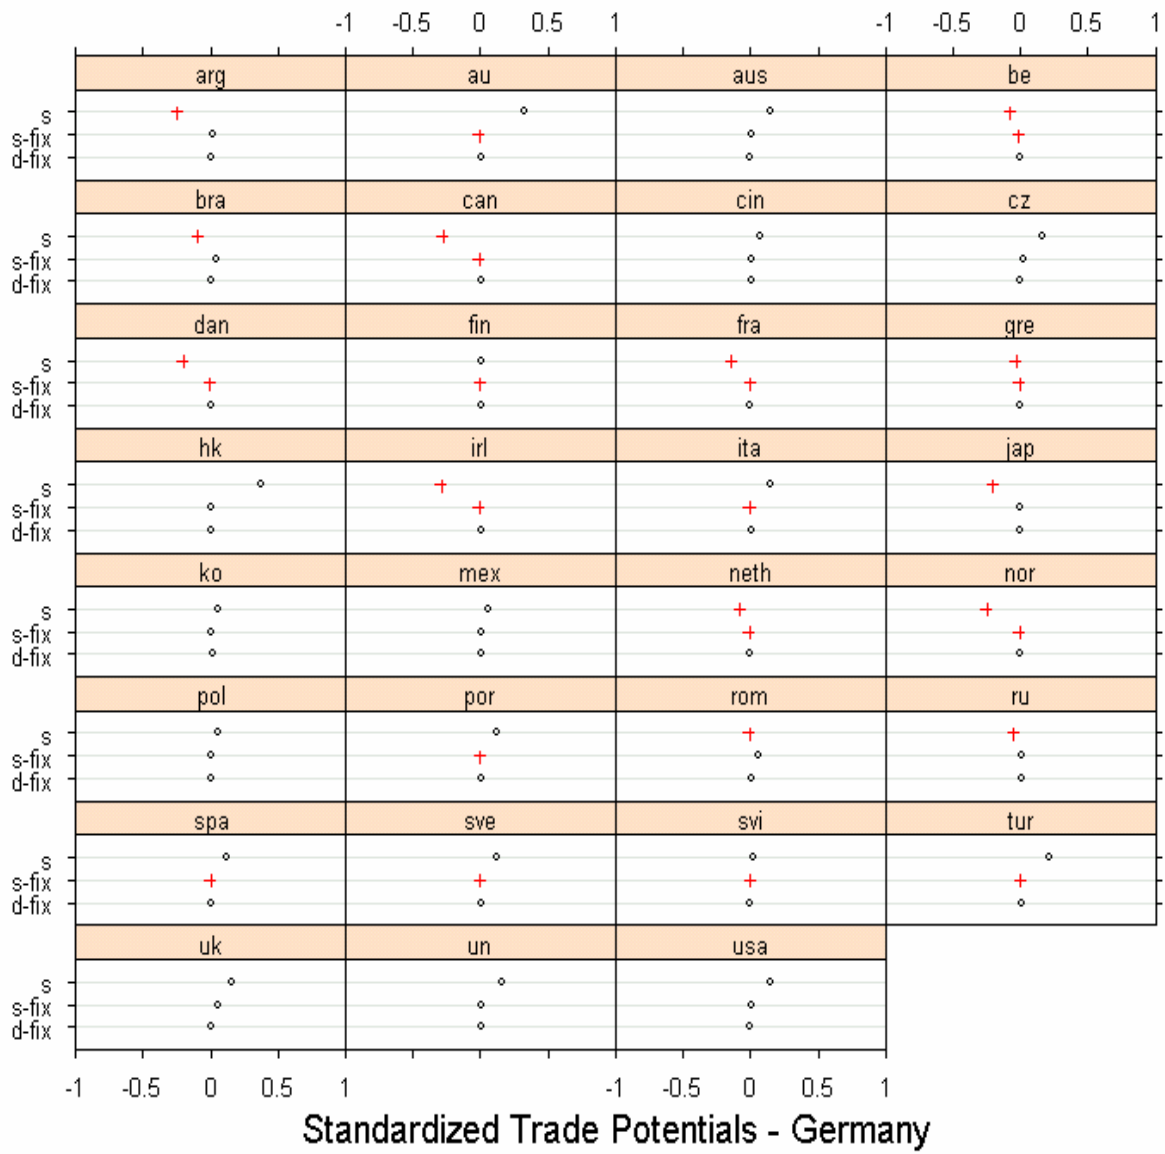 -1 -0.5 0 0.5 1 -1 -0.5 0 0.5 1
arg au aus be
s
s-fix
d-fix
bra can cin cz
s
s-fix
d-fix
dan fin fra gre
s
s-fix
d-fix
hk irl ita jap
s
s-fix
d-fix
ko mex neth nor
s
s-fix
d-fix
pol por rom ru
s
s-fix
d-fix
spa sve svi tur
s
s-fix
d-fix
uk un usa
s
s-fix
d-fix
-1 -0.5 0 0.5 1 -1 -0.5 0 0.5 1
Standardized Trade Potentials - Germany